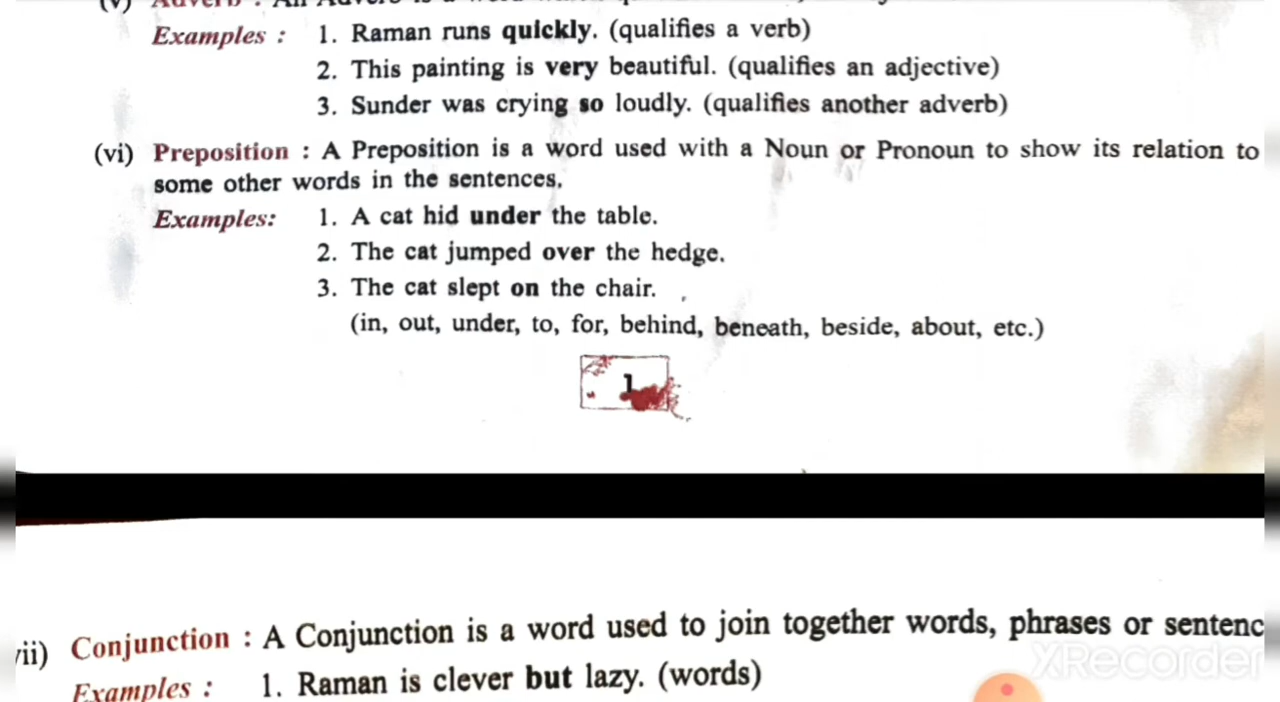 Examples : 1. Raman runs quickly. (qualifies a verb)
2. This painting is very beautiful. (qualifies an adjective)
3. Sunder was crying so loudly. (qualifies another adverb)
(vi) Preposition : A Preposition is a word used with a Noun or Pronoun to show its relation to
some other words in the sentences.
Examples: 1. A cat hid under the table.
2. The cat jumped over the hedge.
3. The cat slept on the chair.
(in, out, under, to, for, behind, beneath, beside, about, etc.)
1
ii) Conjunction : A Conjunction is a word used to join together words, phrases or sentenc
Examples : 1. Raman is clever but lazy. (words)
XRecorder